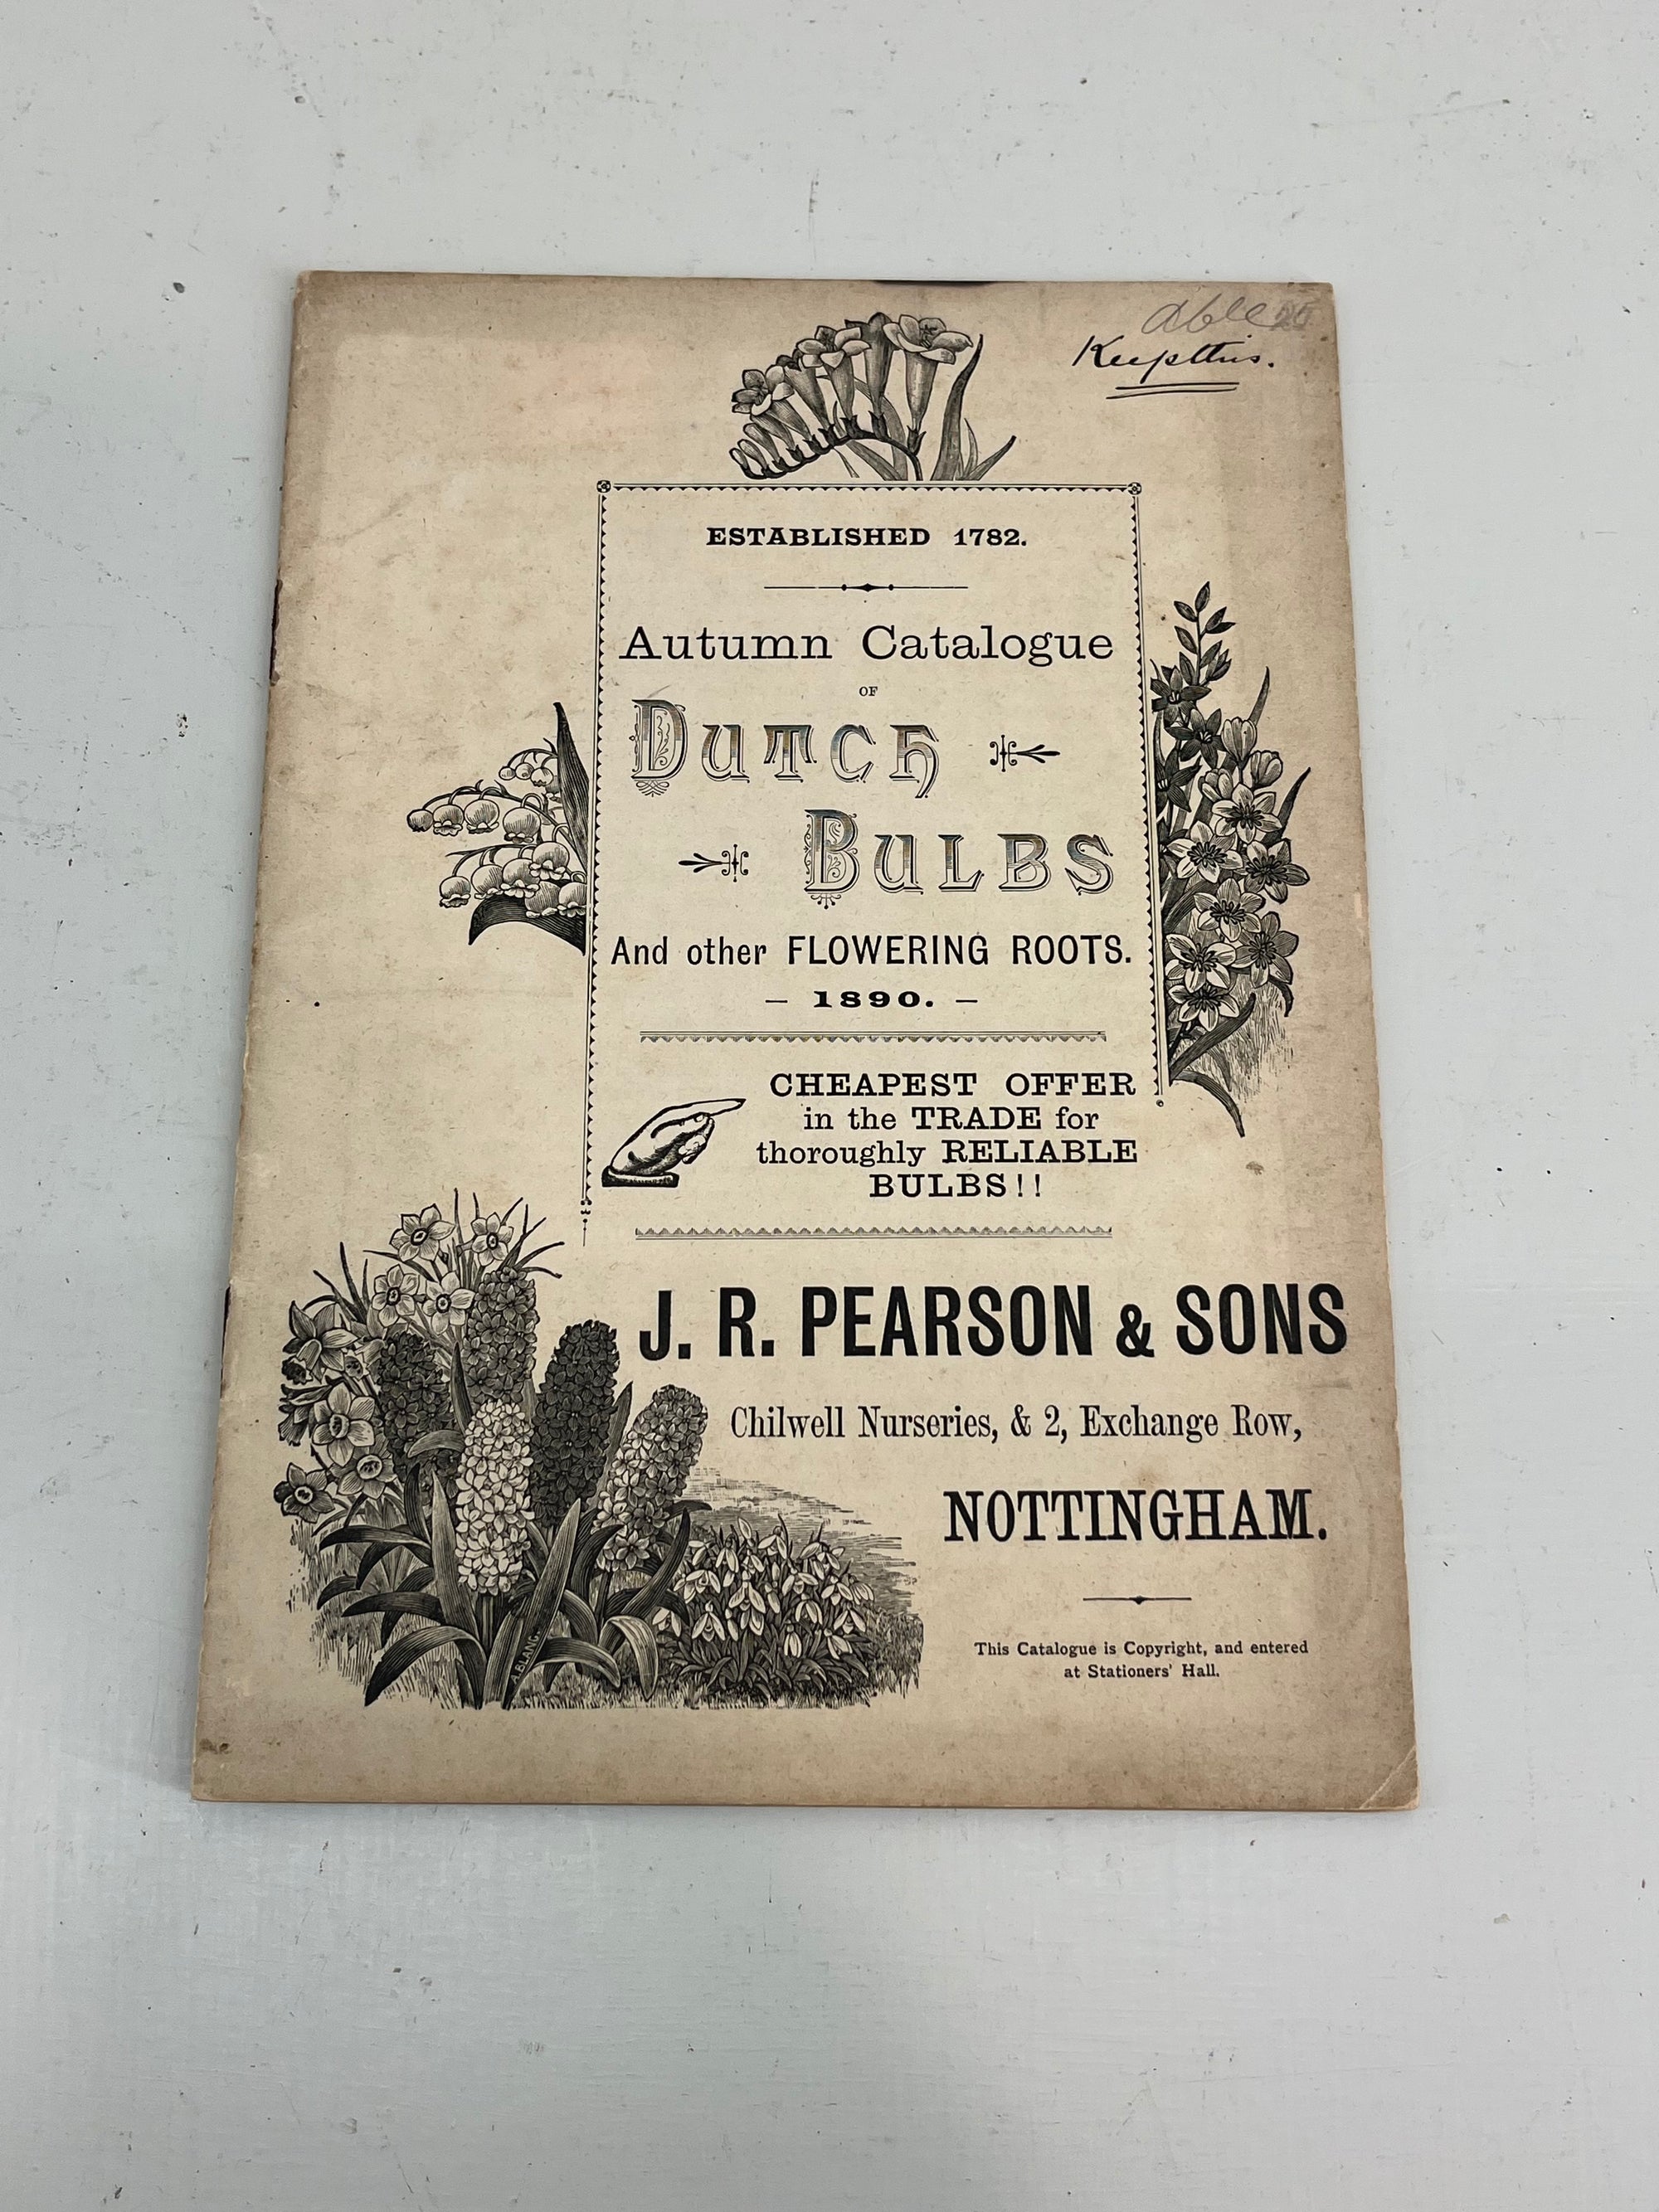 Keep this.
ESTABLISHED 1782.
Autumn Catalogue
OF
DUTCH
BULBS
And other FLOWERING ROOTS.
– 1890. –
CHEAPEST OFFER
in the TRADE for
thoroughly RELIABLE
BULBS!!
J. R. PEARSON & SONS
Chilwell Nurseries, & 2, Exchange Row,
NOTTINGHAM.
This Catalogue is Copyright, and entered
at Stationers' Hall.